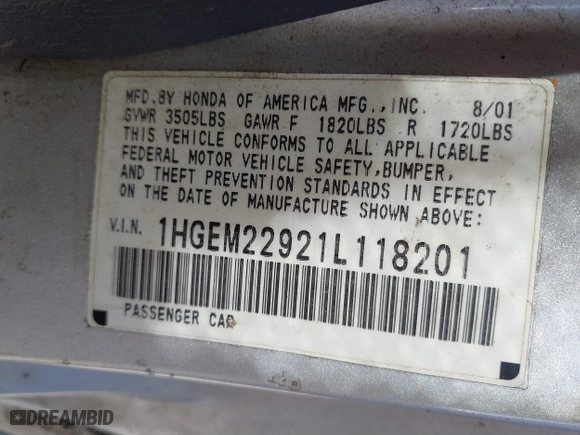 MFD.BY HONDA OF AMERICA MFG.,INC. 8/01
GVWR 3505LBS GAWR F 1820LBS R 1720LBS
THIS VEHICLE CONFORMS TO ALL APPLICABLE
FEDERAL MOTOR VEHICLE SAFETY,BUMPER,
AND THEFT PREVENTION STANDARDS IN EFFECT
ON THE DATE OF MANUFACTURE SHOWN ABOVE:
V.I.N. 1HGEM22921L118201
PASSENGER CAR
DREAMBID